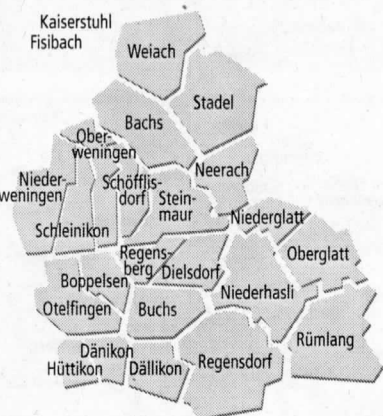 Kaiserstuhl
Fisibach
Weiach
Stadel
Bachs
Ober-
weningen
Neerach
Nieder-
weningen
Schöfflis-
dorf
Stein-
maur
Schleinikon
Niederglatt
Oberglatt
Regens-
berg
Dielsdorf
Boppelsen
Niederhasli
Otelfingen
Buchs
Rümlang
Dänikon
Hüttikon
Dällikon
Regensdorf